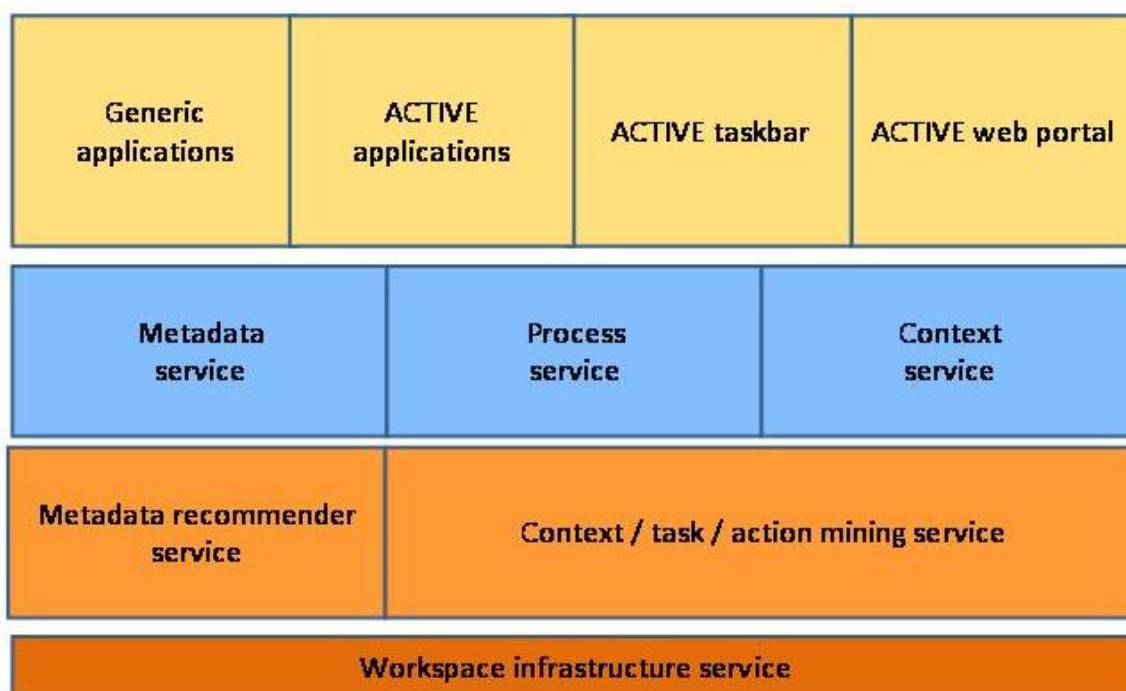 Generic
applications
ACTIVE
applications
ACTIVE taskbar
ACTIVE web portal
Metadata
service
Process
service
Context
service
Metadata recommender
service
Context / task / action mining service
Workspace infrastructure service